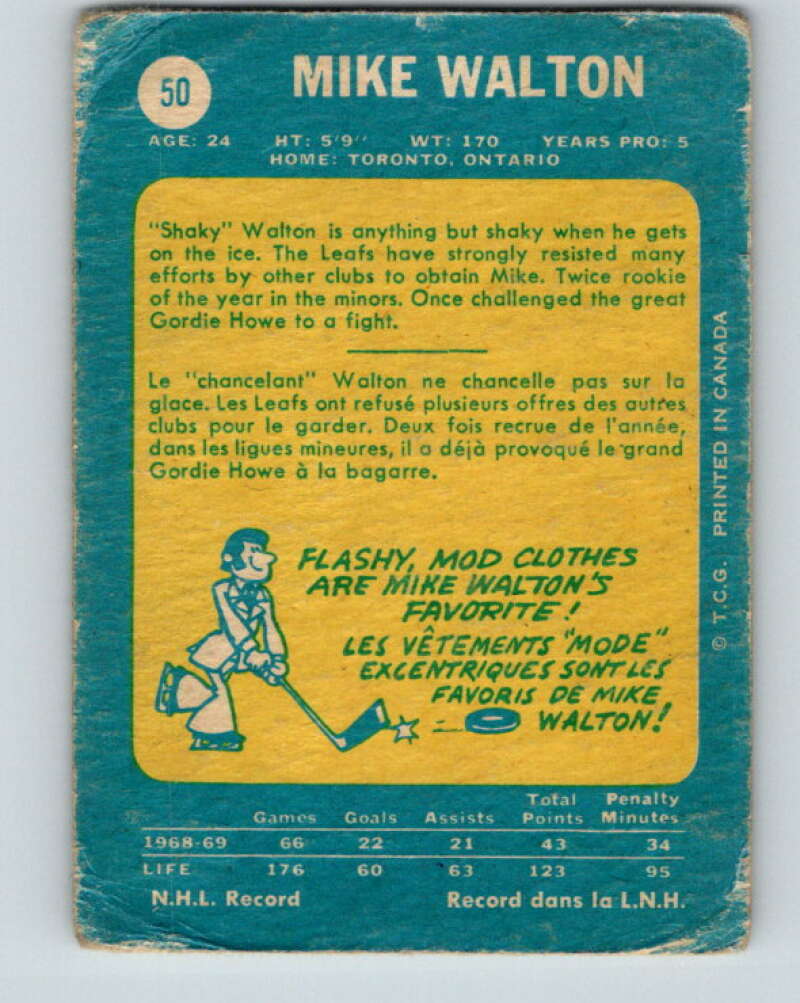 50
MIKE WALTON
AGE: 24 HT: 5'9" WT: 170 YEARS PRO: 5
HOME: TORONTO, ONTARIO
"Shaky" Walton is anything but shaky when he gets
on the ice. The Leafs have strongly resisted many
efforts by other clubs to obtain Mike. Twice rookie
of the year in the minors. Once challenged the great
Gordie Howe to a fight.
Le "chancelant" Walton ne chancelle pas sur la
glace. Les Leafs ont refusé plusieurs offres des autres
clubs pour le garder. Deux fois recrue de l'année,
dans les ligues mineures, il a déjà provoqué le grand
Gordie Howe à la bagarre.
FLASHY, MOD CLOTHES
ARE MIKE WALTON'S
FAVORITE!
LES VÊTEMENTS "MODE"
EXCENTRIQUES SONT LES
FAVORIS DE MIKE
WALTON!
© T.C.G. PRINTED IN CANADA
Games Goals Assists Total Points Penalty Minutes
1968-69 66 22 21 43 34
LIFE 176 60 63 123 95
N.H.L. Record Record dans la L.N.H.